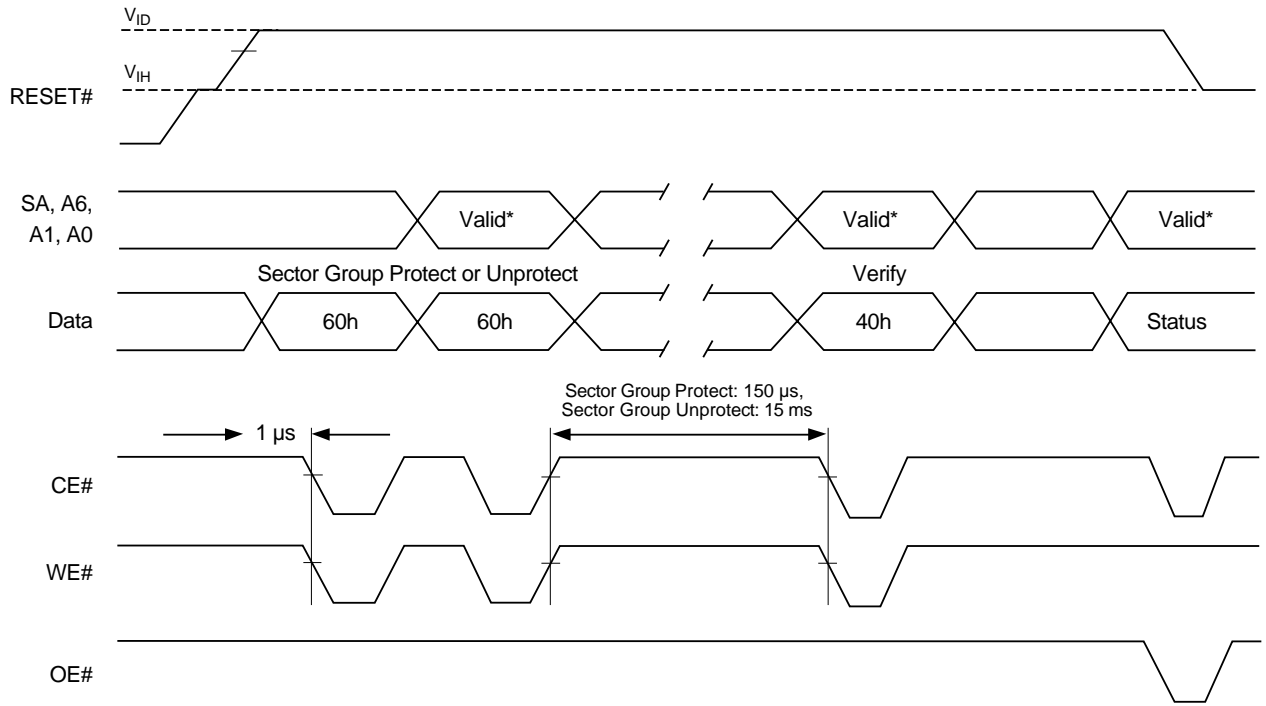 VID
VIH
RESET#
SA, A6,
A1, A0
Valid*
Valid*
Valid*
Sector Group Protect or Unprotect
Verify
Data
60h
60h
40h
Status
Sector Group Protect: 150 µs,
Sector Group Unprotect: 15 ms
1 µs
CE#
WE#
OE#